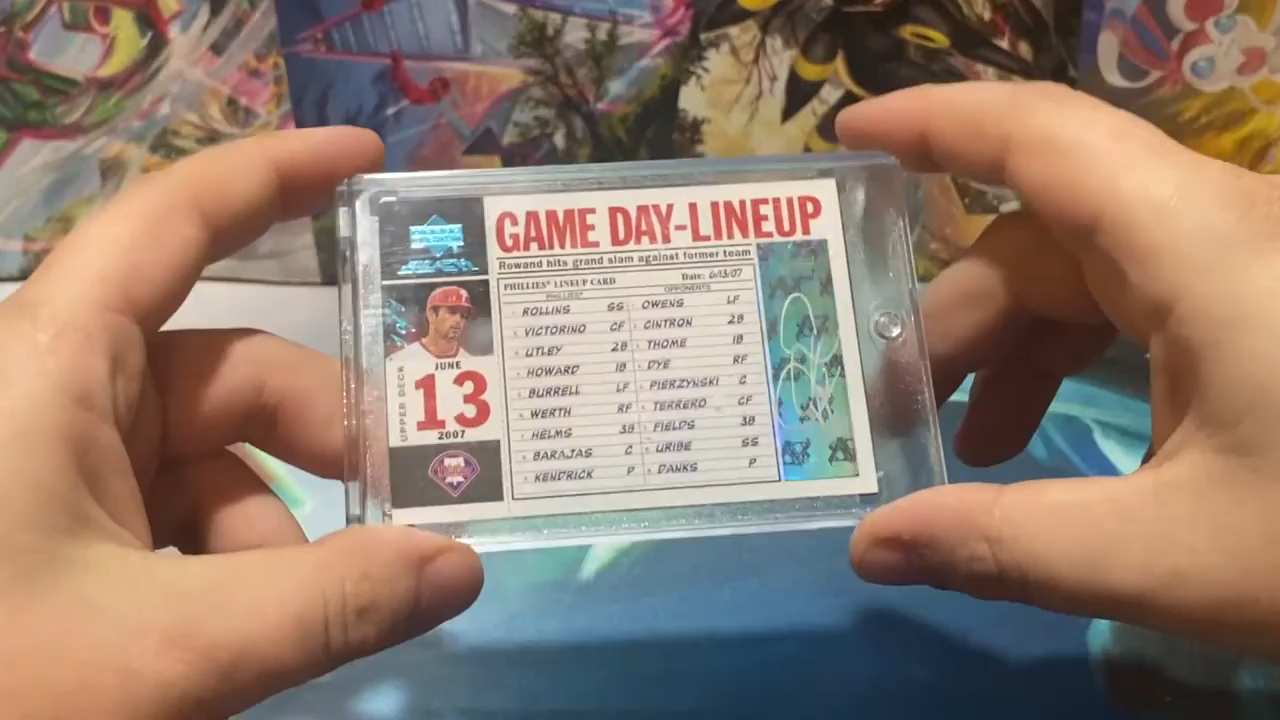 GAME DAY-LINEUP
Rowand hits grand slam against former team
PHILLIES' LINEUP CARD Date: 6/13/07
PHILLIES' OPPONENTS
ROLLINS SS OWENS LF
VICTORINO CF CINTRON 2B
UTLEY 2B THOME 1B
HOWARD 1B DYE RF
BURRELL LF PIERZYNSKI C
WERTH RF TERRERO CF
HELMS 3B FIELDS 3B
BARAJAS C URIBE SS
KENDRICK P DANKS P
UPPER DECK
JUNE
13
2007